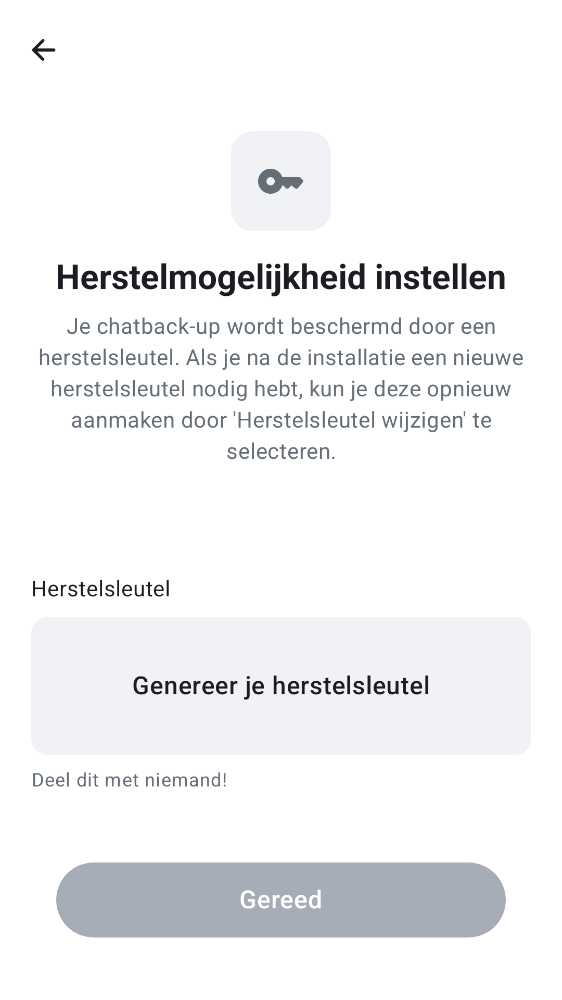 Herstelmogelijkheid instellen
Je chatback-up wordt beschermd door een
herstelsleutel. Als je na de installatie een nieuwe
herstelsleutel nodig hebt, kun je deze opnieuw
aanmaken door 'Herstelsleutel wijzigen' te
selecteren.
Herstelsleutel
Genereer je herstelsleutel
Deel dit met niemand!
Gereed